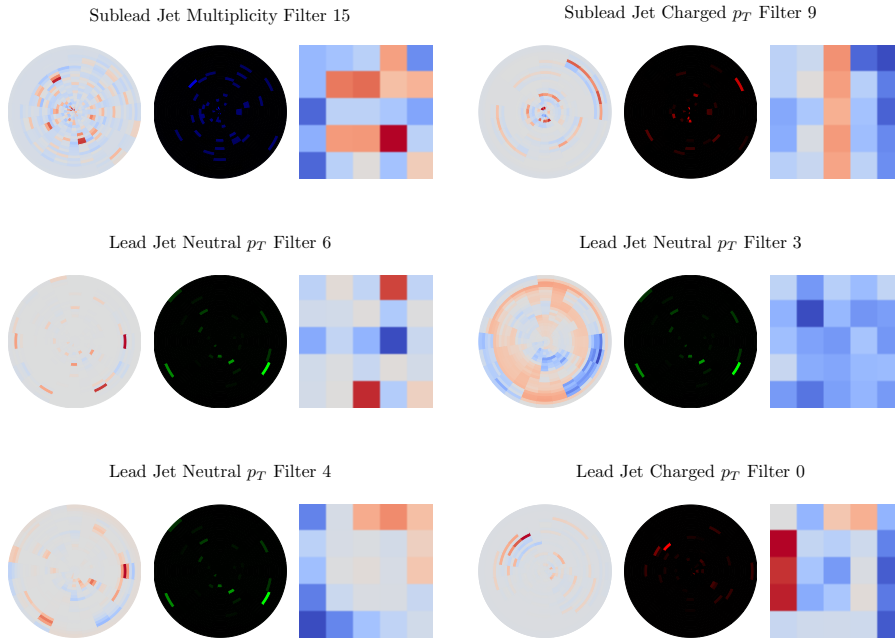 Sublead Jet Multiplicity Filter 15
Sublead Jet Charged p_T Filter 9
Lead Jet Neutral p_T Filter 6
Lead Jet Neutral p_T Filter 3
Lead Jet Neutral p_T Filter 4
Lead Jet Charged p_T Filter 0